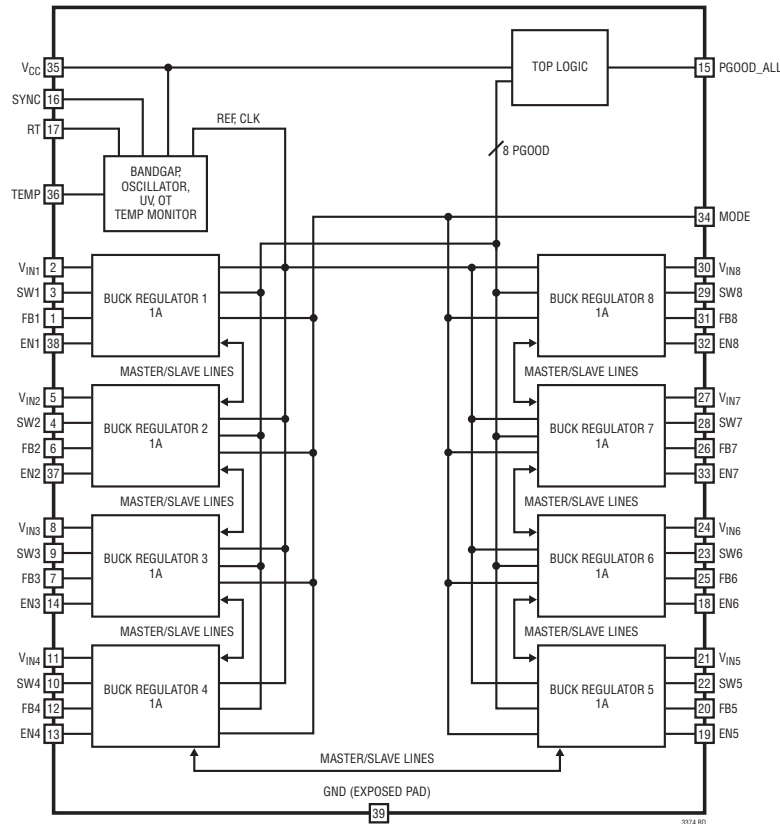 VCC 35
TOP LOGIC
15 PGOOD_ALL
SYNC 16
RT 17
REF, CLK
8 PGOOD
BANDGAP,
OSCILLATOR,
UV, OT
TEMP MONITOR
TEMP 36
34 MODE
VIN1 2
SW1 3
FB1 1
EN1 38
BUCK REGULATOR 1
1A
BUCK REGULATOR 8
1A
30 VIN8
29 SW8
31 FB8
32 EN8
MASTER/SLAVE LINES
MASTER/SLAVE LINES
VIN2 5
SW2 4
FB2 6
EN2 37
BUCK REGULATOR 2
1A
BUCK REGULATOR 7
1A
27 VIN7
28 SW7
26 FB7
33 EN7
MASTER/SLAVE LINES
MASTER/SLAVE LINES
VIN3 8
SW3 9
FB3 7
EN3 14
BUCK REGULATOR 3
1A
BUCK REGULATOR 6
1A
24 VIN6
23 SW6
25 FB6
18 EN6
MASTER/SLAVE LINES
MASTER/SLAVE LINES
VIN4 11
SW4 10
FB4 12
EN4 13
BUCK REGULATOR 4
1A
BUCK REGULATOR 5
1A
21 VIN5
22 SW5
20 FB5
19 EN5
MASTER/SLAVE LINES
GND (EXPOSED PAD)
39
3374 BD